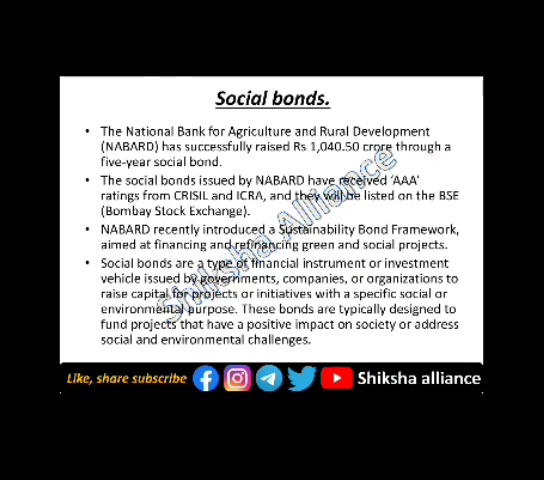 Social bonds.
• The National Bank for Agriculture and Rural Development
(NABARD) has successfully raised Rs 1,040.50 crore through a
five-year social bond.
• The social bonds issued by NABARD have received ‘AAA’
ratings from CRISIL and ICRA, and they will be listed on the BSE
(Bombay Stock Exchange).
• NABARD recently introduced a Sustainability Bond Framework,
aimed at financing and refinancing green and social projects.
• Social bonds are a type of financial instrument or investment
vehicle issued by governments, companies, or organizations to
raise capital for projects or initiatives with a specific social or
environmental purpose. These bonds are typically designed to
fund projects that have a positive impact on society or address
social and environmental challenges.
Shiksha Alliance
Like, share subscribe Shiksha alliance